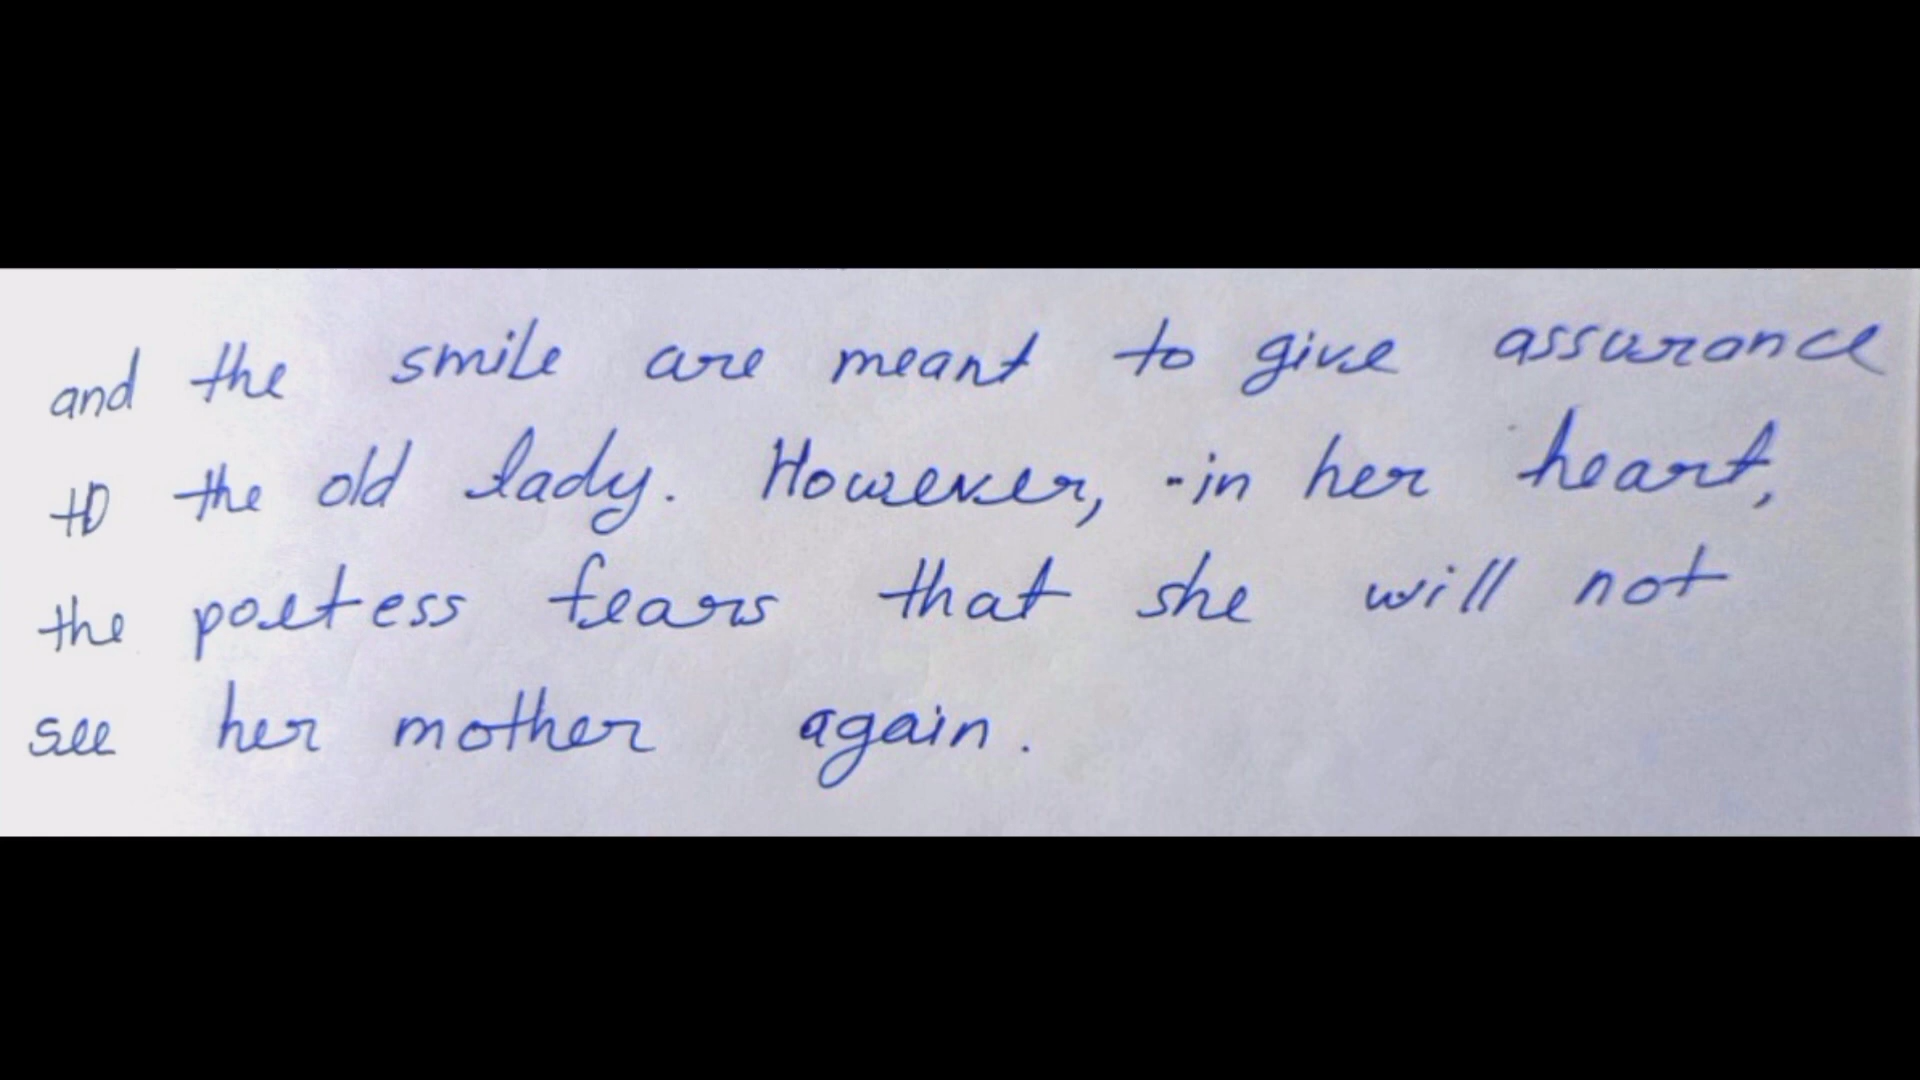 and the smile are meant to give assurance
to the old lady. However, in her heart,
the poetess fears that she will not
see her mother again.